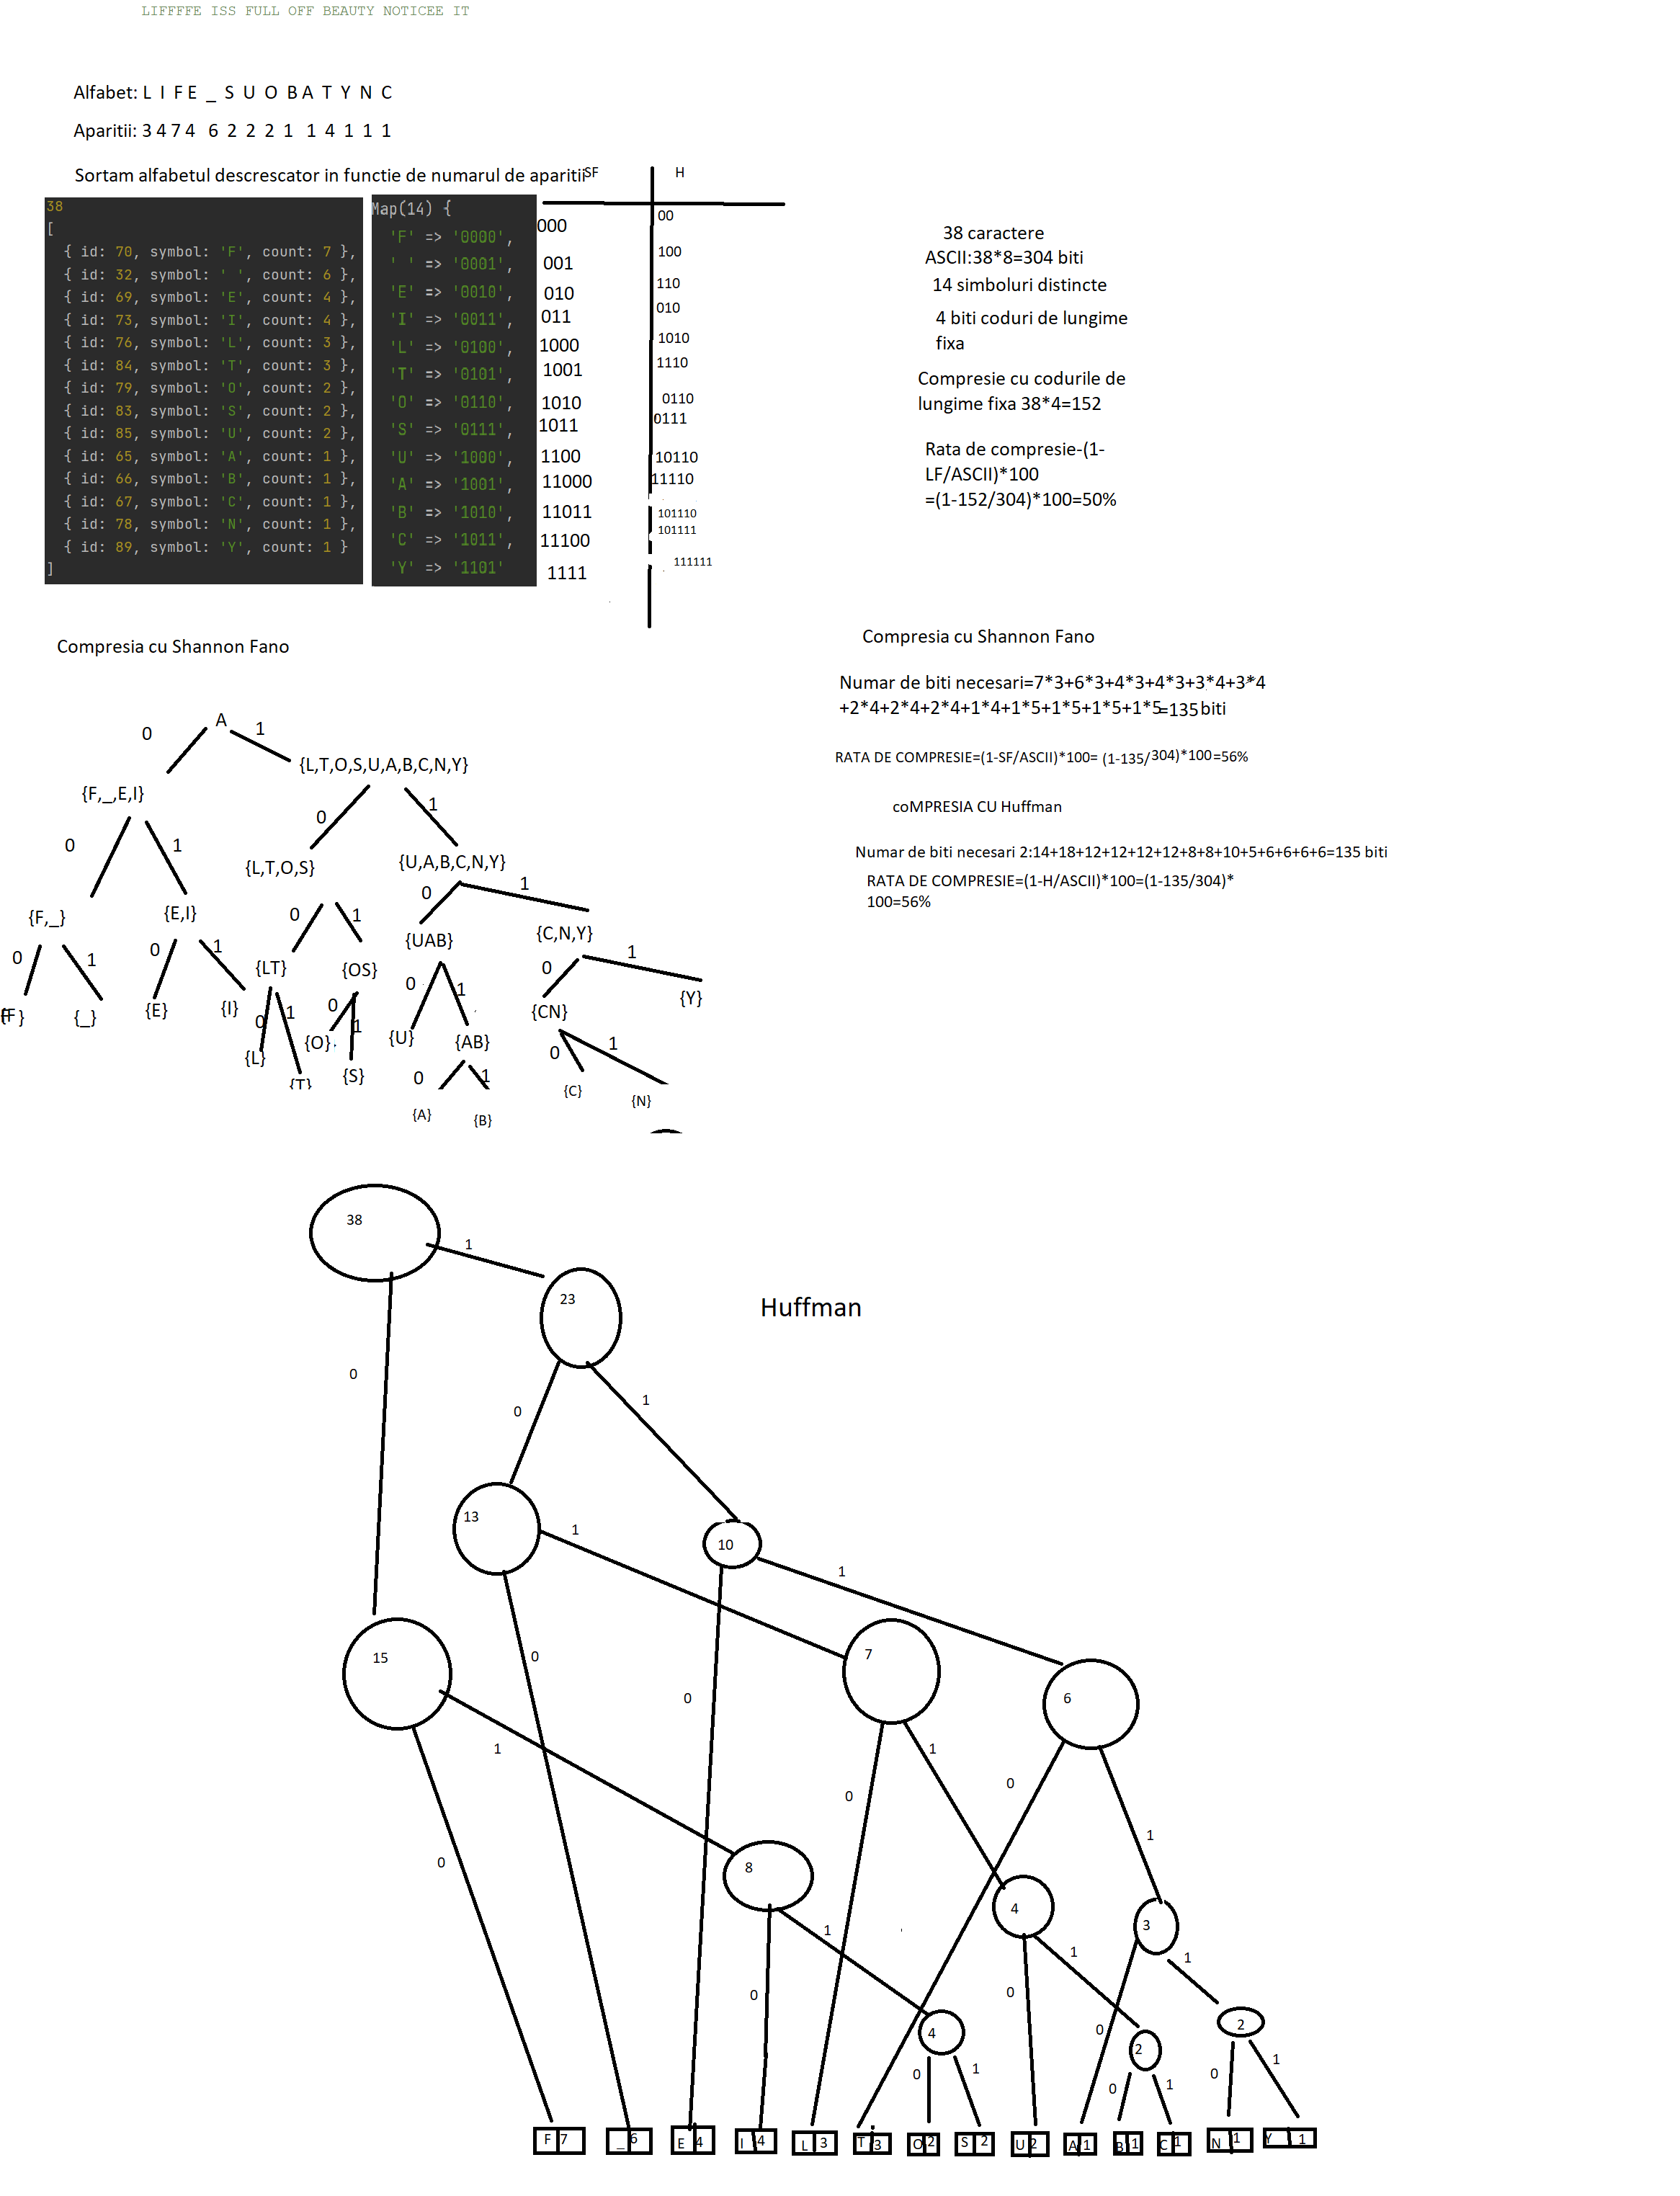 LIFFFFE ISS FULL OFF BEAUTY NOTICEE IT
Alfabet: L I F E _ S U O B A T Y N C
Aparitii: 3 4 7 4 6 2 2 2 1 1 4 1 1 1
Sortam alfabetul descrescator in functie de numarul de aparitii
38
[
{ id: 70, symbol: 'F', count: 7 },
{ id: 32, symbol: ' ', count: 6 },
{ id: 69, symbol: 'E', count: 4 },
{ id: 73, symbol: 'I', count: 4 },
{ id: 76, symbol: 'L', count: 3 },
{ id: 84, symbol: 'T', count: 3 },
{ id: 79, symbol: 'O', count: 2 },
{ id: 83, symbol: 'S', count: 2 },
{ id: 85, symbol: 'U', count: 2 },
{ id: 65, symbol: 'A', count: 1 },
{ id: 66, symbol: 'B', count: 1 },
{ id: 67, symbol: 'C', count: 1 },
{ id: 78, symbol: 'N', count: 1 },
{ id: 89, symbol: 'Y', count: 1 }
]
Map(14) {
'F' => '0000',
' ' => '0001',
'E' => '0010',
'I' => '0011',
'L' => '0100',
'T' => '0101',
'O' => '0110',
'S' => '0111',
'U' => '1000',
'A' => '1001',
'B' => '1010',
'C' => '1011',
'Y' => '1101'
SF H
000 00
001 100
010 110
011 010
1000 1010
1001 1110
1010 0110
1011 0111
1100 10110
11000 11110
11011 101110
101111
11100
1111 111111
38 caractere
ASCII:38*8=304 biti
14 simboluri distincte
4 biti coduri de lungime
fixa
Compresie cu codurile de
lungime fixa 38*4=152
Rata de compresie-(1-
LF/ASCII)*100
=(1-152/304)*100=50%
Compresia cu Shannon Fano
A
0 1
{F,_,E,I} {L,T,O,S,U,A,B,C,N,Y}
0 1 0 1
{F,_} {E,I} {L,T,O,S} {U,A,B,C,N,Y}
0 1 0 1 0 1 0 1
{F} {_} {E} {I} {LT} {OS} {UAB} {C,N,Y}
0 1 0 1 0 1 0 1
{L} {T} {O} {S} {U} {AB} {CN} {Y}
0 1 0 1
{A} {B} {C} {N}
Compresia cu Shannon Fano
Numar de biti necesari=7*3+6*3+4*3+4*3+3*4+3*4
+2*4+2*4+2*4+1*4+1*5+1*5+1*5+1*5=135 biti
RATA DE COMPRESIE=(1-SF/ASCII)*100= (1-135/304)*100=56%
coMPRESIA CU Huffman
Numar de biti necesari 2:14+18+12+12+12+12+8+8+10+5+6+6+6+6=135 biti
RATA DE COMPRESIE=(1-H/ASCII)*100=(1-135/304)*
100=56%
Huffman
38
1
23
0 0 1
13 1 10 1
15 0 0 7 6
1 0 1 0 1
0 8 4 3
1 1 1
0 0 0
4 2 2
0 1 0 1 0 1
F 7 _ 6 E 4 I 4 L 3 T 3 O 2 S 2 U 2 A 1 B 1 C 1 N 1 Y 1